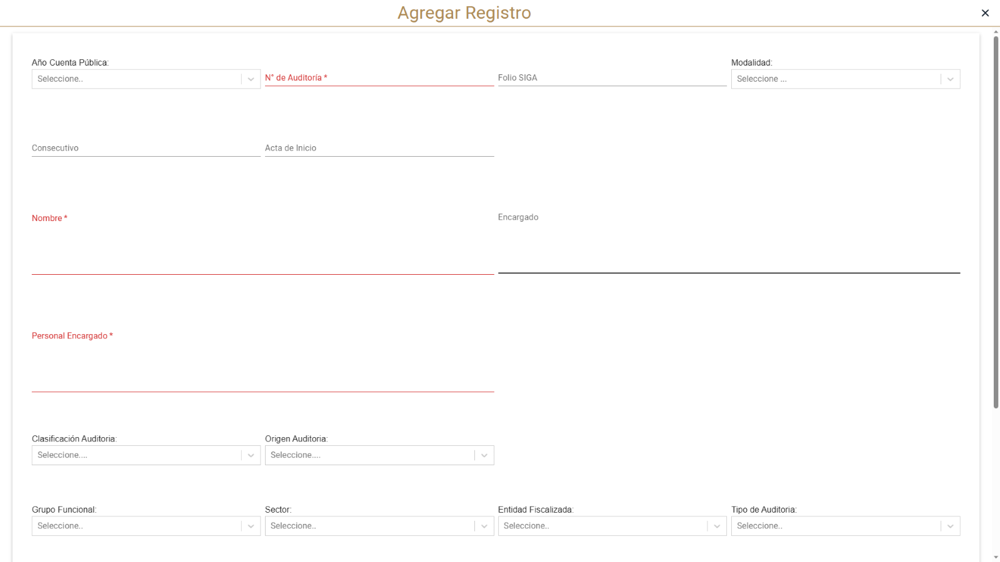 Agregar Registro
Año Cuenta Pública:
Seleccione..
N° de Auditoría *
Folio SIGA
Modalidad:
Seleccione ...
Consecutivo
Acta de Inicio
Nombre *
Encargado
Personal Encargado *
Clasificación Auditoria:
Seleccione....
Origen Auditoria:
Seleccione....
Grupo Funcional:
Seleccione..
Sector:
Seleccione..
Entidad Fiscalizada:
Seleccione..
Tipo de Auditoria:
Seleccione..